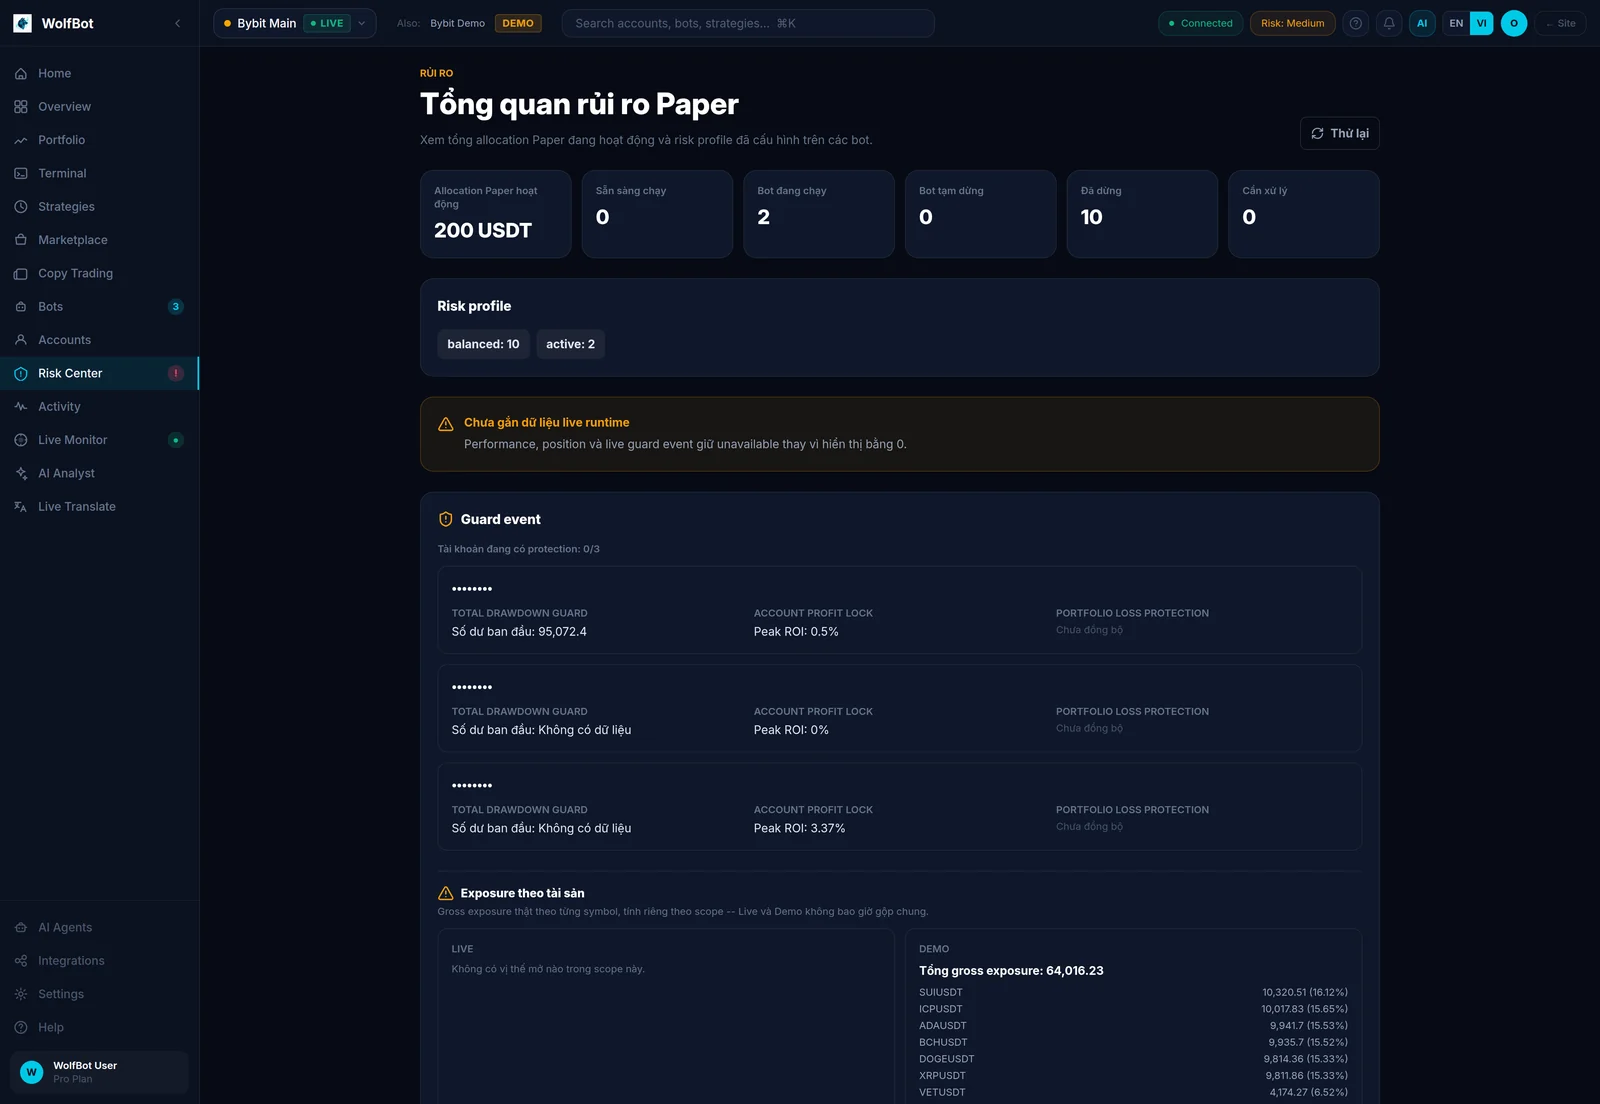 WolfBot
Bybit Main
LIVE
Also:
Bybit Demo
DEMO
Search accounts, bots, strategies... ⌘K
Connected
Risk: Medium
AI
EN
VI
O
← Site
Home
Overview
Portfolio
Terminal
Strategies
Marketplace
Copy Trading
Bots
3
Accounts
Risk Center
!
Activity
Live Monitor
AI Analyst
Live Translate
AI Agents
Integrations
Settings
Help
W
WolfBot User
Pro Plan
RỦI RO
Tổng quan rủi ro Paper
Xem tổng allocation Paper đang hoạt động và risk profile đã cấu hình trên các bot.
Thử lại
Allocation Paper hoạt
động
200 USDT
Sẵn sàng chạy
0
Bot đang chạy
2
Bot tạm dừng
0
Đã dừng
10
Cần xử lý
0
Risk profile
balanced: 10
active: 2
Chưa gắn dữ liệu live runtime
Performance, position và live guard event giữ unavailable thay vì hiển thị bằng 0.
Guard event
Tài khoản đang có protection: 0/3
••••••••
TOTAL DRAWDOWN GUARD
Số dư ban đầu: 95,072.4
ACCOUNT PROFIT LOCK
Peak ROI: 0.5%
PORTFOLIO LOSS PROTECTION
Chưa đồng bộ
••••••••
TOTAL DRAWDOWN GUARD
Số dư ban đầu: Không có dữ liệu
ACCOUNT PROFIT LOCK
Peak ROI: 0%
PORTFOLIO LOSS PROTECTION
Chưa đồng bộ
••••••••
TOTAL DRAWDOWN GUARD
Số dư ban đầu: Không có dữ liệu
ACCOUNT PROFIT LOCK
Peak ROI: 3.37%
PORTFOLIO LOSS PROTECTION
Chưa đồng bộ
Exposure theo tài sản
Gross exposure thật theo từng symbol, tính riêng theo scope -- Live và Demo không bao giờ gộp chung.
LIVE
Không có vị thế mở nào trong scope này.
DEMO
Tổng gross exposure: 64,016.23
SUIUSDT 10,320.51 (16.12%)
ICPUSDT 10,017.83 (15.65%)
ADAUSDT 9,941.7 (15.53%)
BCHUSDT 9,935.7 (15.52%)
DOGEUSDT 9,814.36 (15.33%)
XRPUSDT 9,811.86 (15.33%)
VETUSDT 4,174.27 (6.52%)